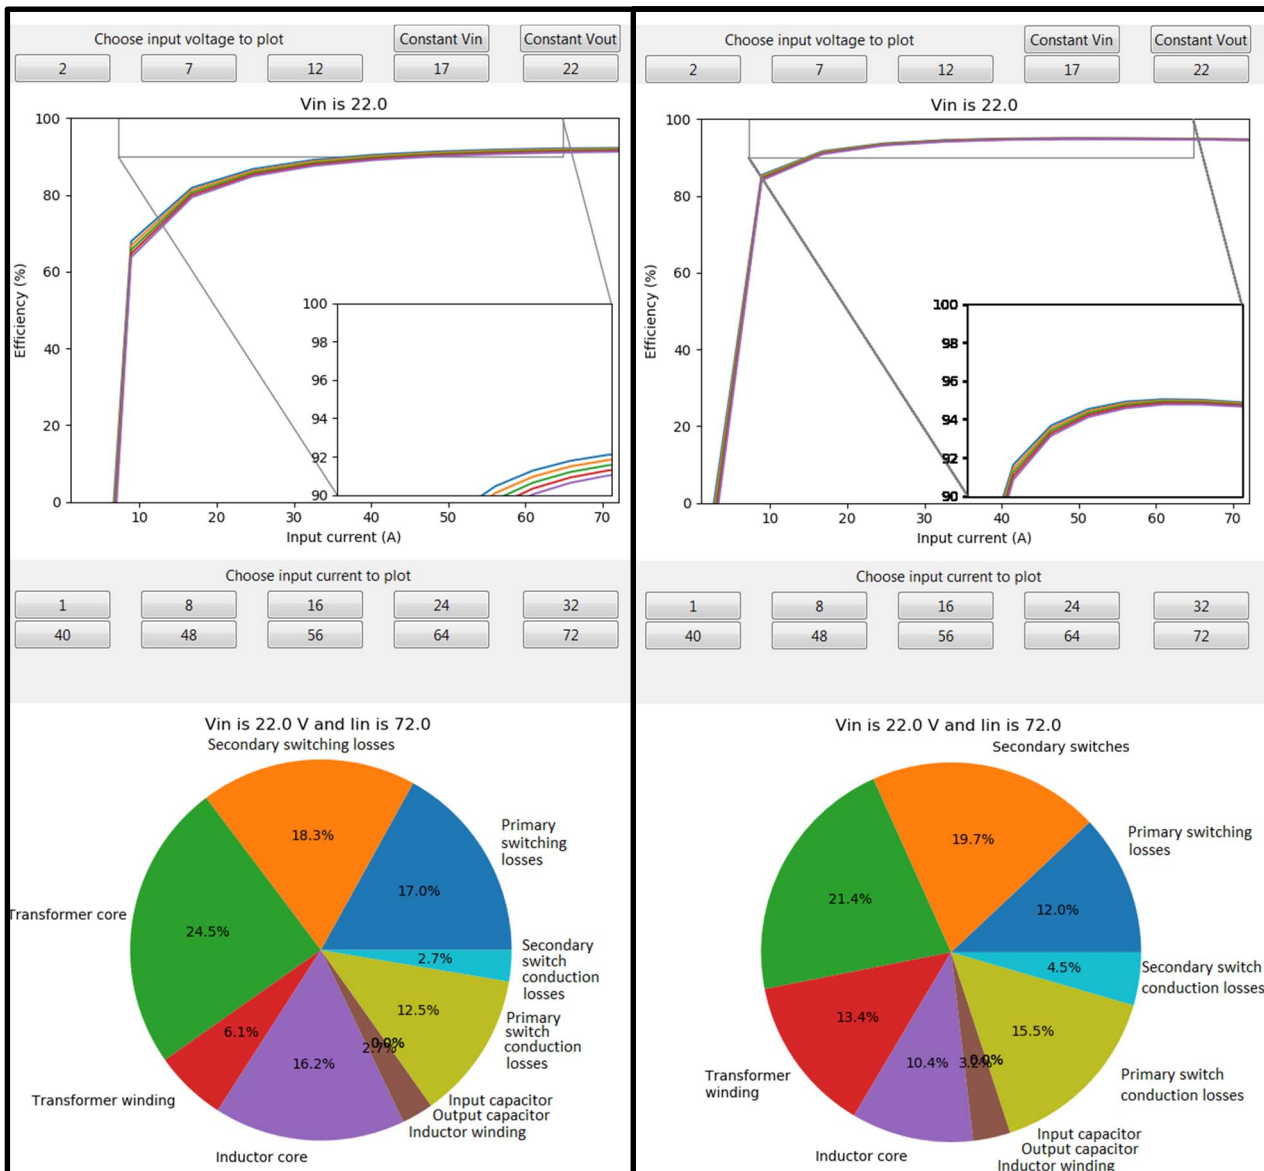 Choose input voltage to plot
Constant Vin
Constant Vout
2
7
12
17
22
Vin is 22.0
100
80
60
40
20
0
Efficiency (%)
100
98
96
94
92
90
10
20
30
40
50
60
70
Input current (A)
Choose input current to plot
1
8
16
24
32
40
48
56
64
72
Vin is 22.0 V and Iin is 72.0
Secondary switching losses
18.3%
Primary
switching
losses
17.0%
Transformer core
24.5%
Secondary
switch
conduction
losses
2.7%
12.5%
Primary
switch
conduction
losses
6.1%
16.2%
2.7%
0.0%
Transformer winding
Input capacitor
Output capacitor
Inductor winding
Inductor core
Choose input voltage to plot
Constant Vin
Constant Vout
2
7
12
17
22
Vin is 22.0
100
80
60
40
20
0
Efficiency (%)
100
98
96
94
92
90
10
20
30
40
50
60
70
Input current (A)
Choose input current to plot
1
8
16
24
32
40
48
56
64
72
Vin is 22.0 V and Iin is 72.0
Secondary switches
19.7%
Primary switching
losses
12.0%
21.4%
Secondary switch
conduction losses
4.5%
13.4%
15.5%
10.4%
3.2%
0.0%
Transformer
winding
Primary switch
conduction losses
Input capacitor
Output capacitor
Inductor winding
Inductor core